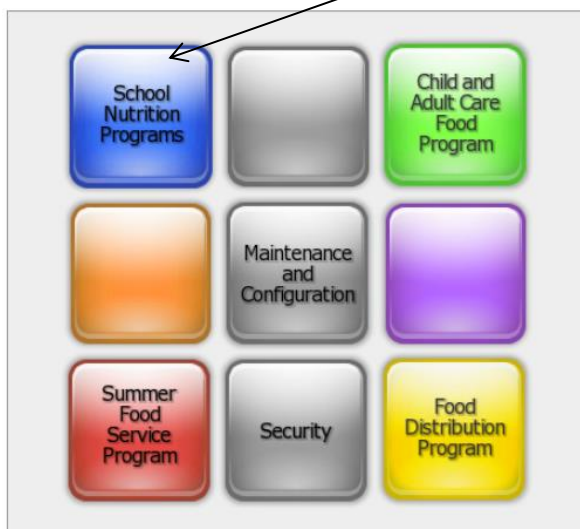 School
Nutrition
Programs
Child and
Adult Care
Food
Program
Maintenance
and
Configuration
Summer
Food
Service
Program
Security
Food
Distribution
Program